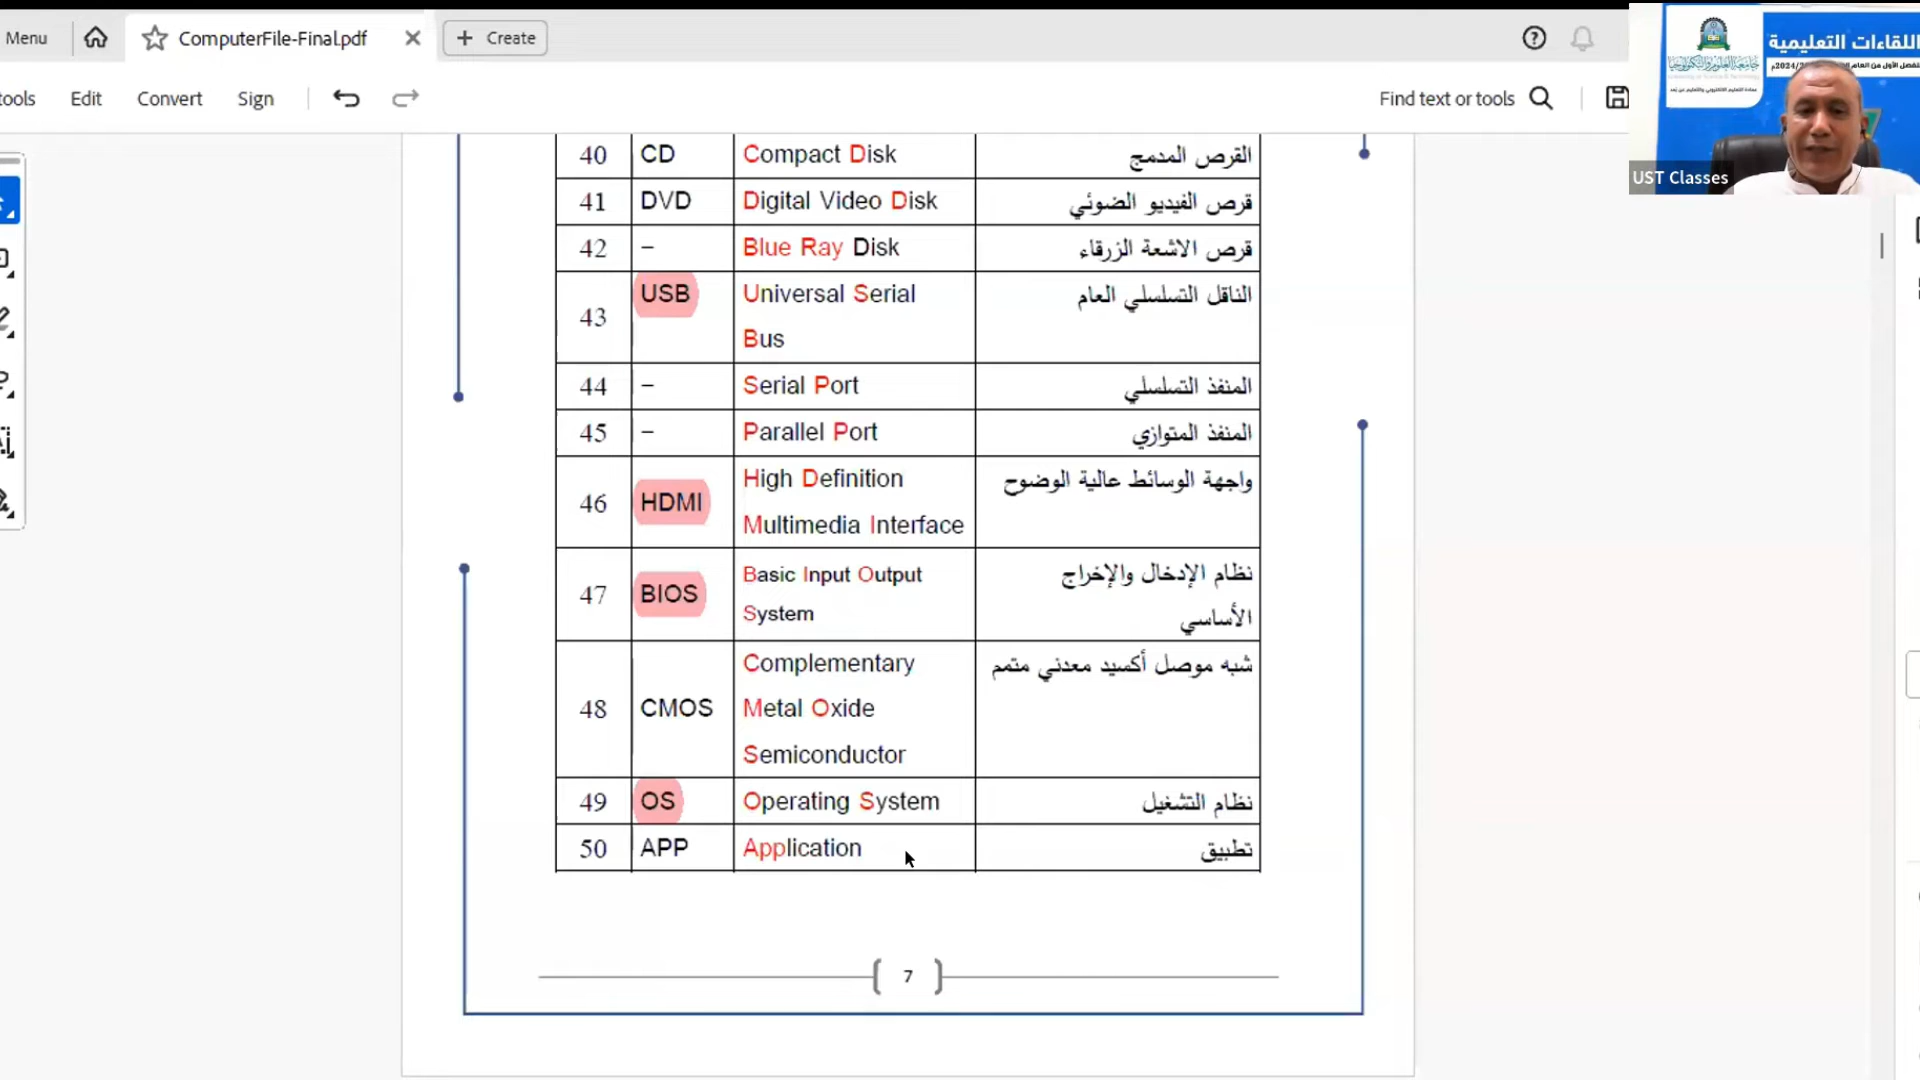 Menu
ComputerFile-Final.pdf
Create
ools
Edit
Convert
Sign
Find text or tools
اللقاءات التعليمية
جامعة العلوم والتكنولوجيا
UST Classes
40 CD Compact Disk القرص المدمج
41 DVD Digital Video Disk قرص الفيديو الضوئي
42 – Blue Ray Disk قرص الاشعة الزرقاء
43 USB Universal Serial الناقل التسلسلي العام
Bus
44 – Serial Port المنفذ التسلسلي
45 – Parallel Port المنفذ المتوازي
46 HDMI High Definition واجهة الوسائط عالية الوضوح
Multimedia Interface
47 BIOS Basic Input Output نظام الإدخال والإخراج
System الأساسي
48 CMOS Complementary شبه موصل أكسيد معدني متمم
Metal Oxide
Semiconductor
49 OS Operating System نظام التشغيل
50 APP Application تطبيق
7